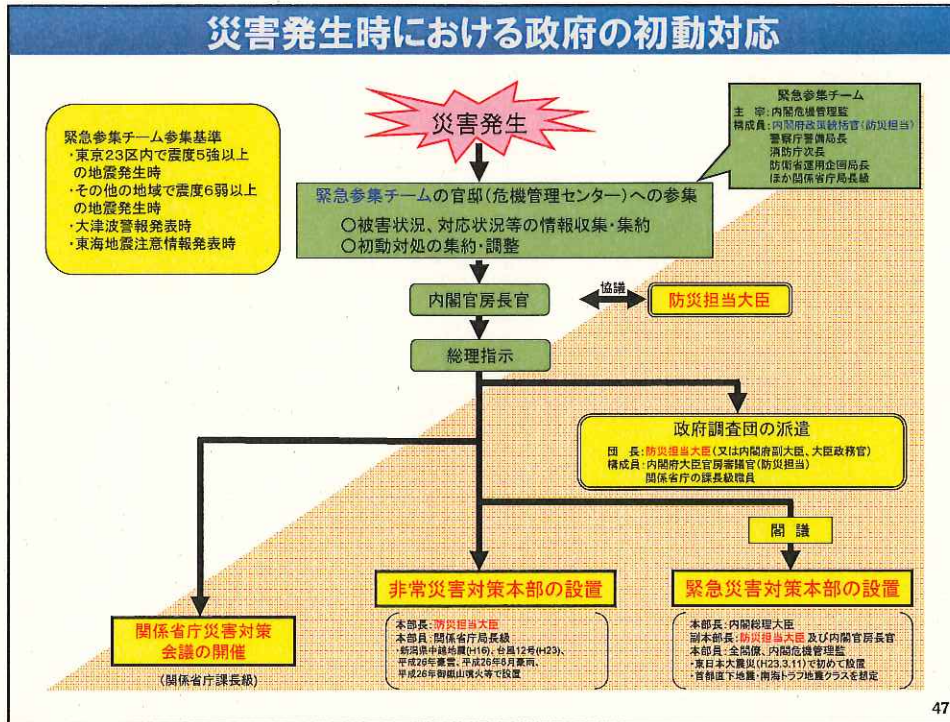 災害発生時における政府の初動対応
緊急参集チーム参集基準
・東京23区内で震度5強以上
の地震発生時
・その他の地域で震度6弱以上
の地震発生時
・大津波警報発表時
・東海地震注意情報発表時
災害発生
緊急参集チーム
主 宰:内閣危機管理監
構成員:内閣府政策統括官(防災担当)
警察庁警備局長
消防庁次長
防衛省運用企画局長
ほか関係省庁局長級
緊急参集チームの官邸(危機管理センター)への参集
○被害状況、対応状況等の情報収集・集約
○初動対処の集約・調整
内閣官房長官
協議
防災担当大臣
総理指示
政府調査団の派遣
団 長:防災担当大臣(又は内閣府副大臣、大臣政務官)
構成員:内閣府大臣官房審議官(防災担当)
関係省庁の課長級職員
閣 議
関係省庁災害対策
会議の開催
(関係省庁課長級)
非常災害対策本部の設置
本部長:防災担当大臣
本部員:関係省庁局長級
・新潟県中越地震(H16)、台風12号(H23)、
平成26年豪雪、平成26年8月豪雨、
平成26年御嶽山噴火等で設置
緊急災害対策本部の設置
本部長:内閣総理大臣
副本部長:防災担当大臣及び内閣官房長官
本部員:全閣僚、内閣危機管理監
・東日本大震災(H23.3.11)で初めて設置
・首都直下地震・南海トラフ地震クラスを想定
47